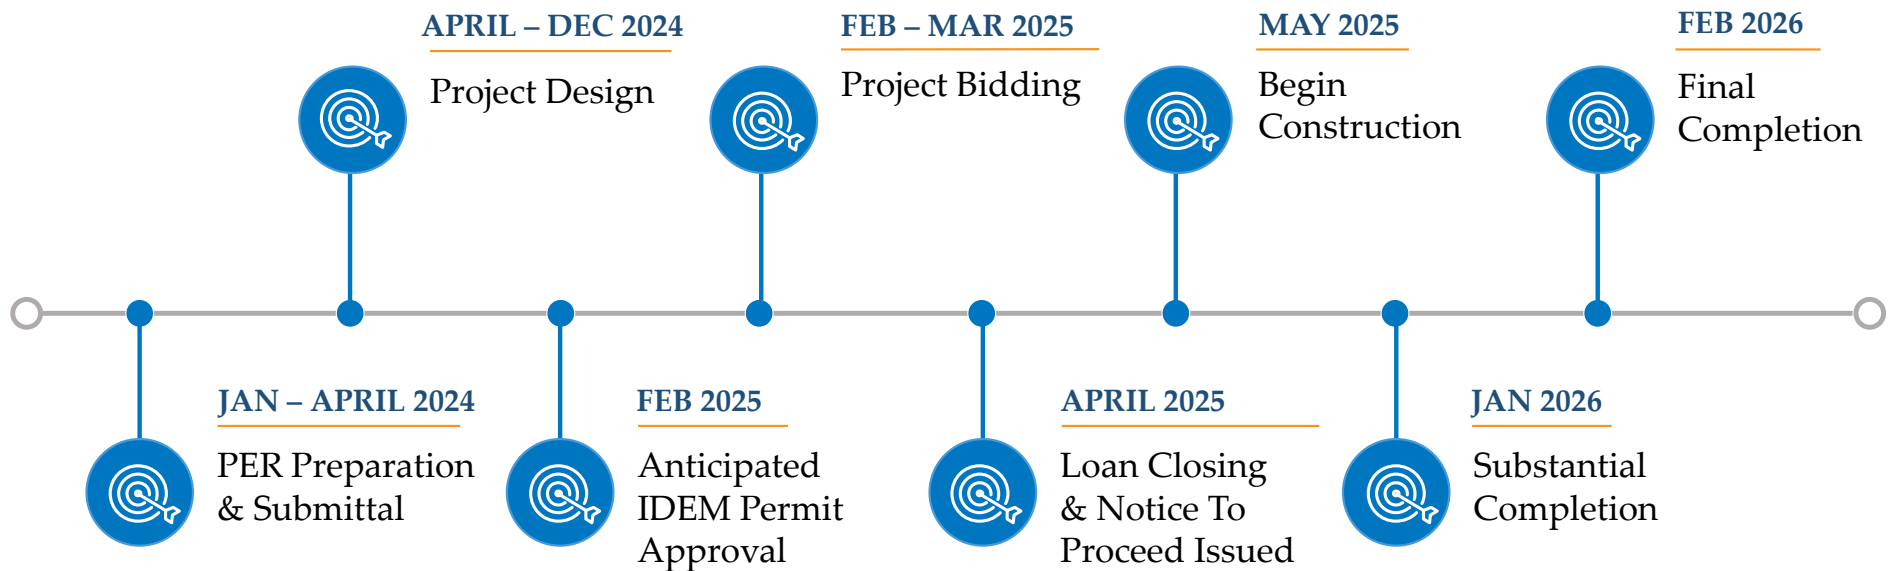 APRIL – DEC 2024
Project Design
FEB – MAR 2025
Project Bidding
MAY 2025
Begin
Construction
FEB 2026
Final
Completion
JAN – APRIL 2024
PER Preparation
& Submittal
FEB 2025
Anticipated
IDEM Permit
Approval
APRIL 2025
Loan Closing
& Notice To
Proceed Issued
JAN 2026
Substantial
Completion